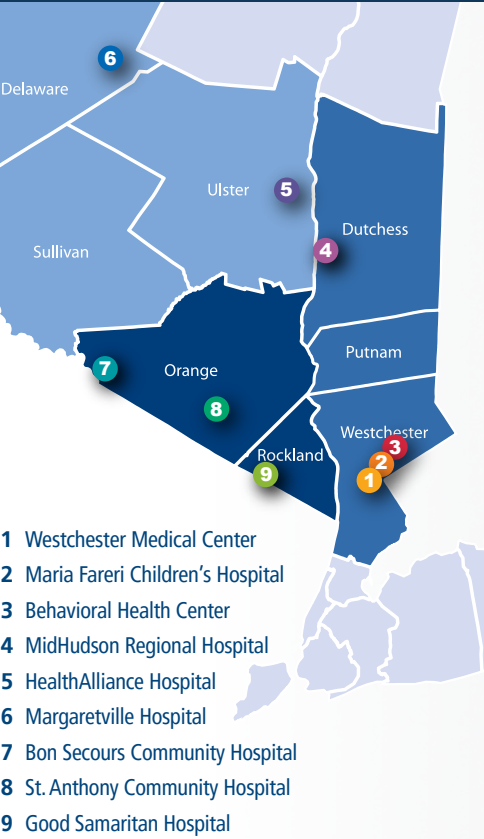 6
Delaware
Ulster
5
Dutchess
4
Sullivan
Putnam
7
Orange
8
Westchester
3
Rockland
2
9
1
1 Westchester Medical Center
2 Maria Fareri Children's Hospital
3 Behavioral Health Center
4 MidHudson Regional Hospital
5 HealthAlliance Hospital
6 Margaretville Hospital
7 Bon Secours Community Hospital
8 St. Anthony Community Hospital
9 Good Samaritan Hospital